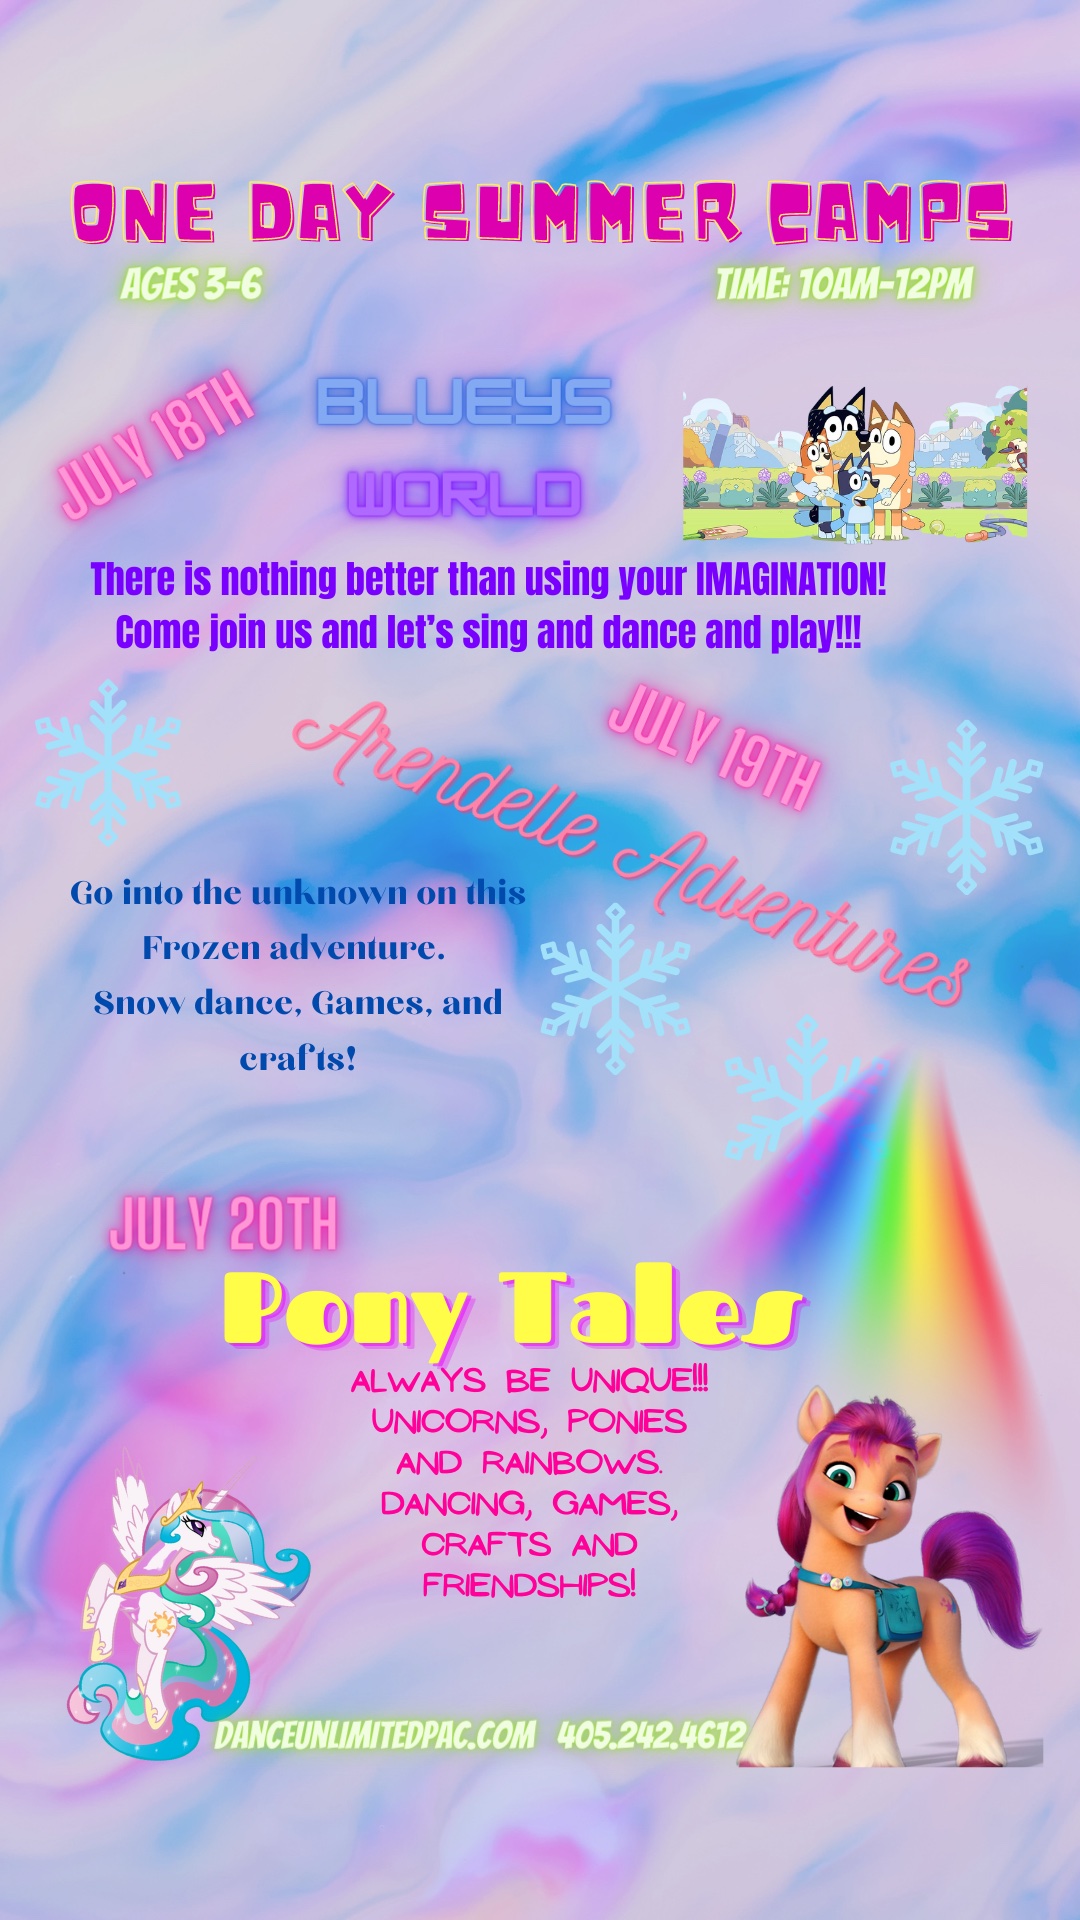 ONE DAY SUMMER CAMPS
AGES 3-6
TIME: 10AM-12PM
JULY 18TH
BLUEYS
WORLD
There is nothing better than using your IMAGINATION!
Come join us and let's sing and dance and play!!!
JULY 19TH
Arendelle Adventures
Go into the unknown on this
Frozen adventure.
Snow dance, Games, and
crafts!
JULY 20TH
Pony Tales
ALWAYS BE UNIQUE!!!
UNICORNS, PONIES
AND RAINBOWS.
DANCING, GAMES,
CRAFTS AND
FRIENDSHIPS!
DANCEUNLIMITEDPAC.COM 405.242.4612